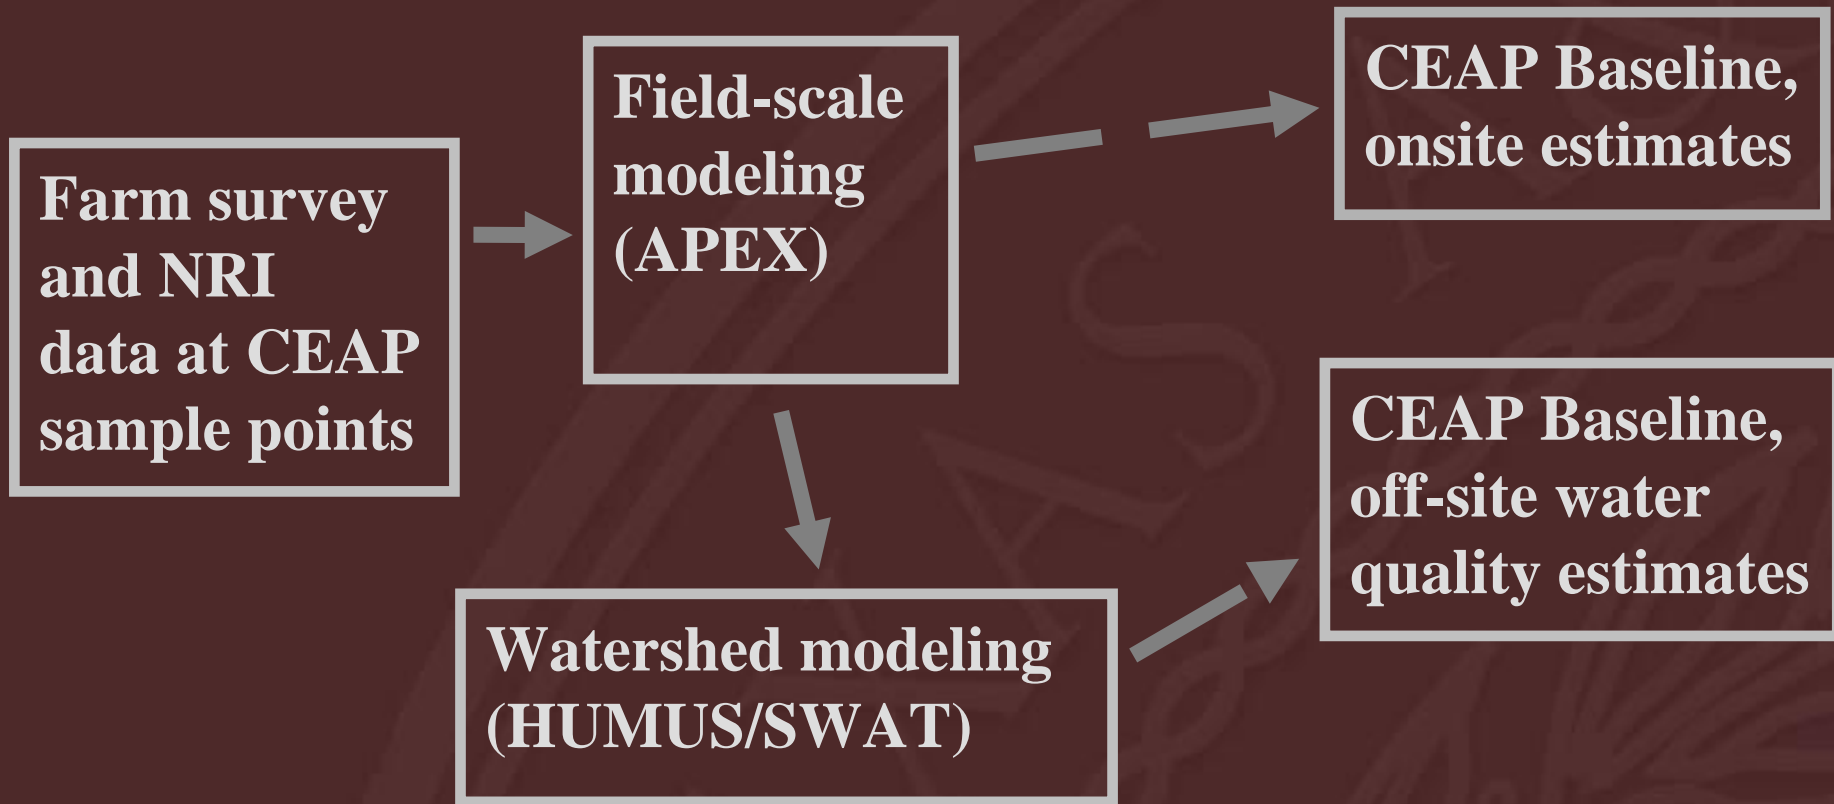 Farm survey
and NRI
data at CEAP
sample points
Field-scale
modeling
(APEX)
CEAP Baseline,
onsite estimates
Watershed modeling
(HUMUS/SWAT)
CEAP Baseline,
off-site water
quality estimates